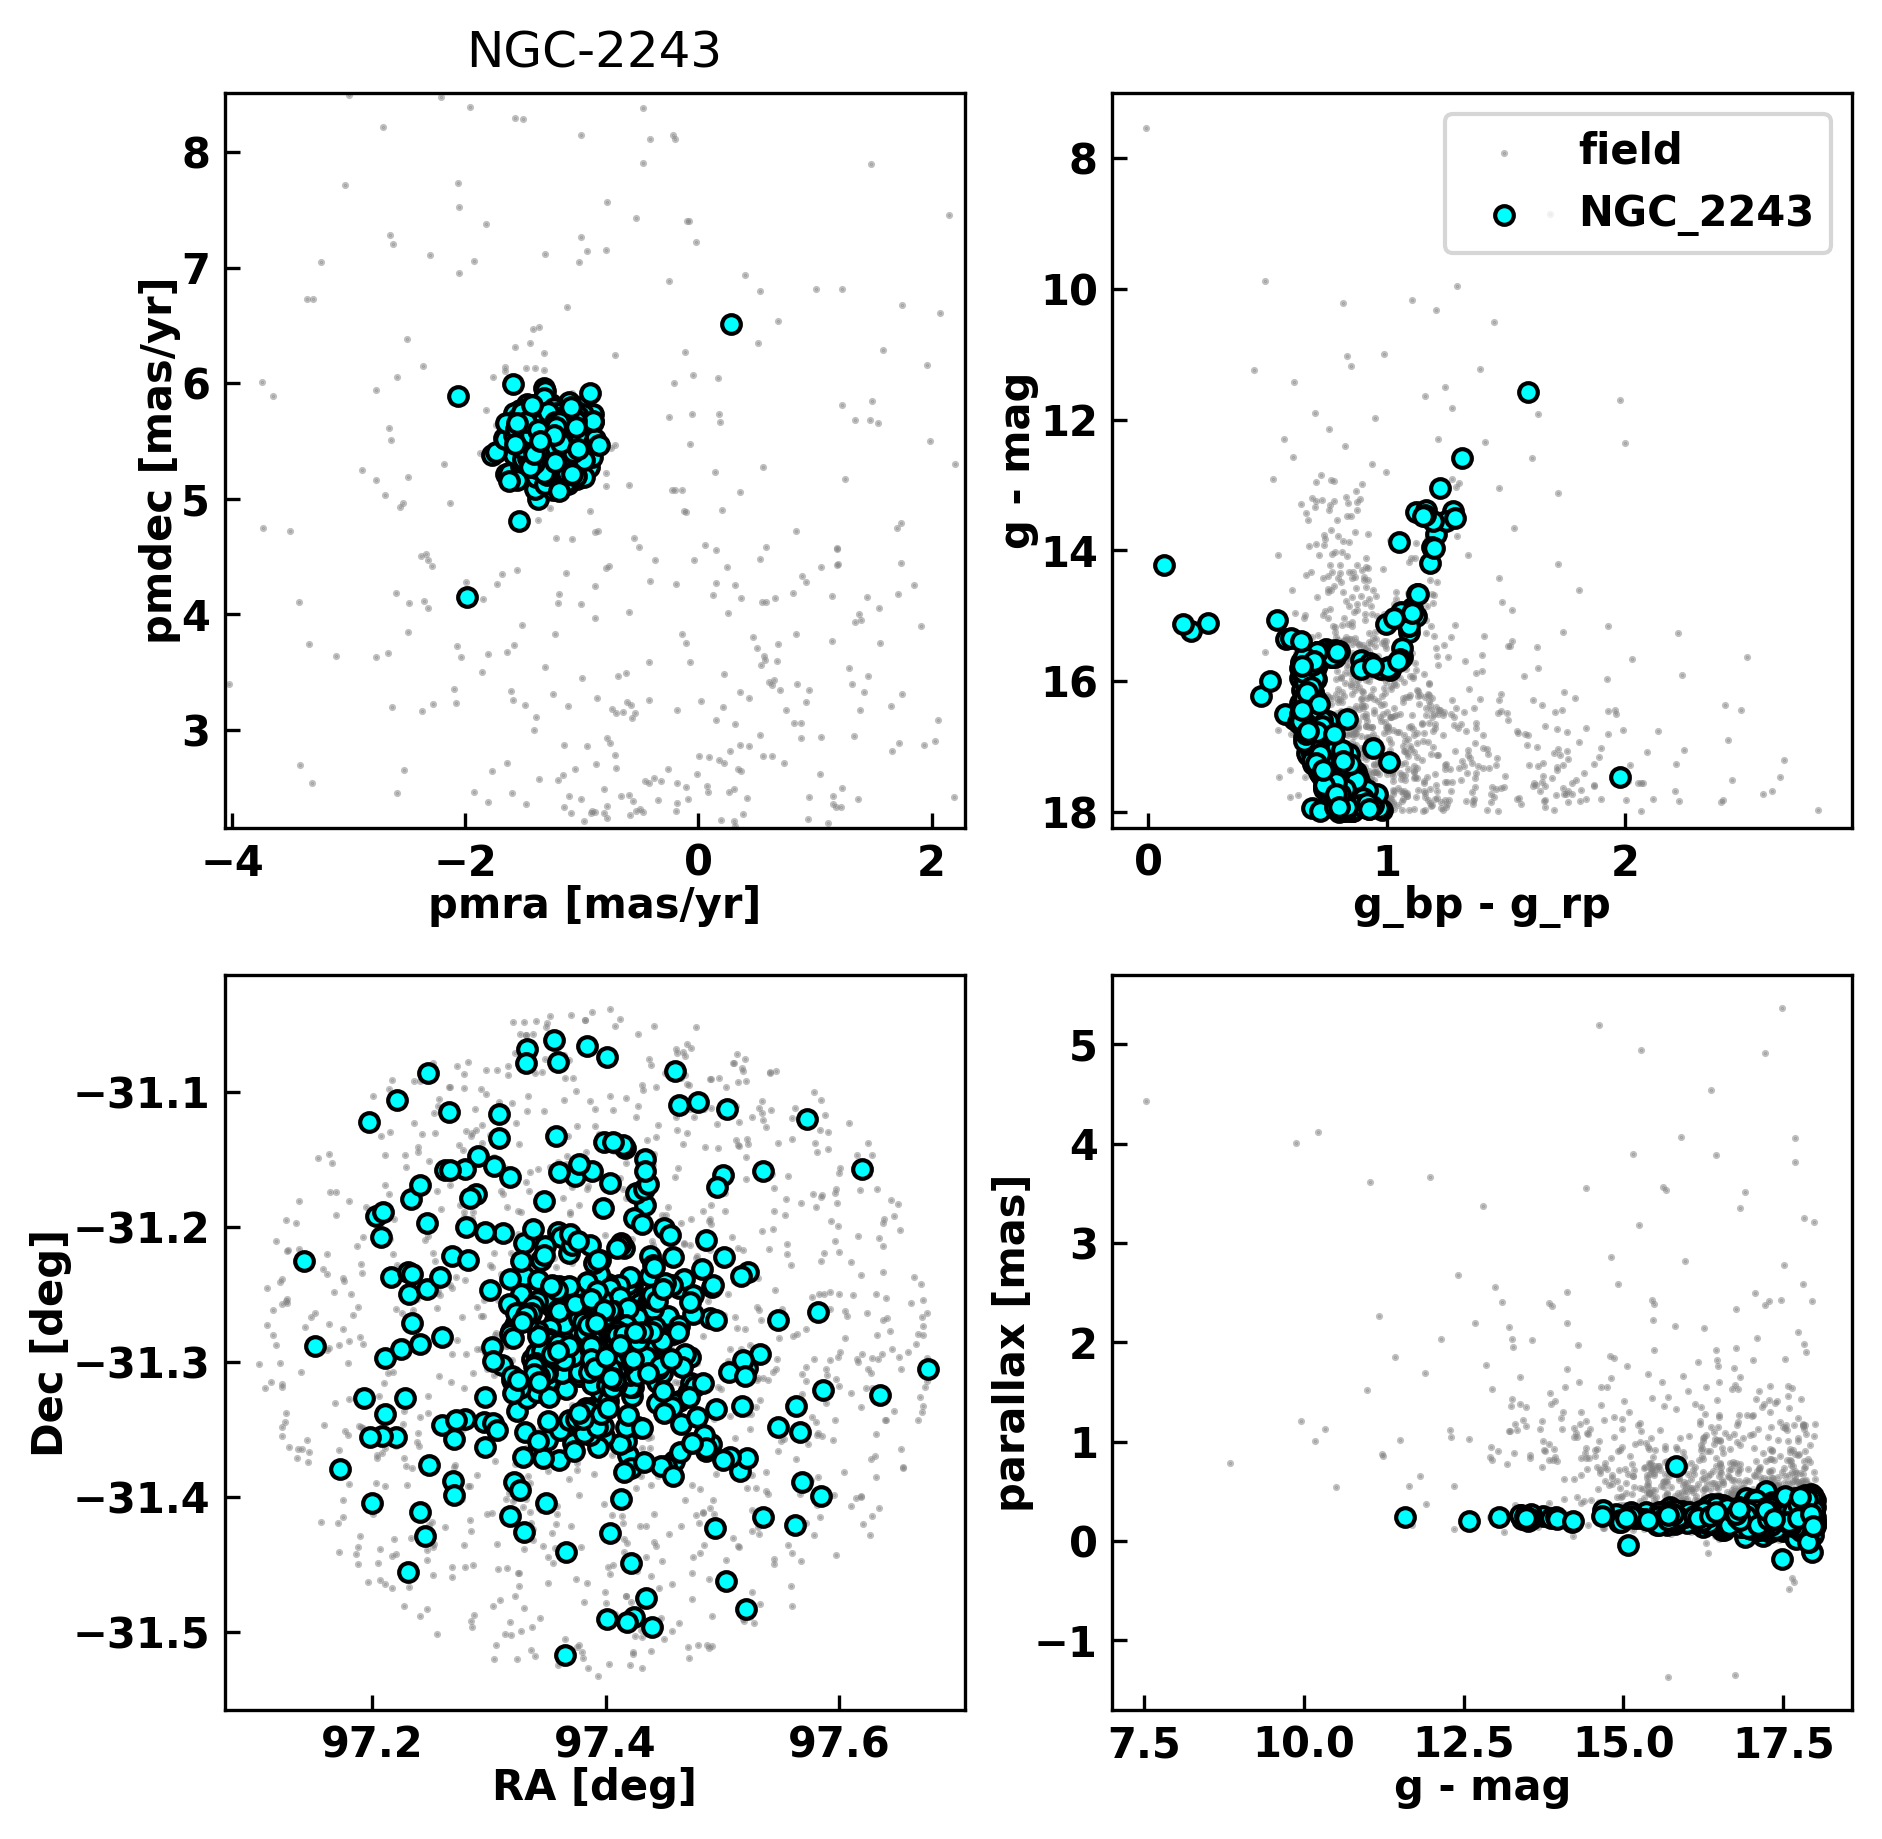 NGC-2243
8
7
6
5
4
3
pmdec [mas/yr]
−4 −2 0 2
pmra [mas/yr]
8
10
12
14
16
18
g - mag
field
NGC_2243
0 1 2
g_bp - g_rp
−31.1
−31.2
−31.3
−31.4
−31.5
Dec [deg]
97.2 97.4 97.6
RA [deg]
5
4
3
2
1
0
−1
parallax [mas]
7.5 10.0 12.5 15.0 17.5
g - mag